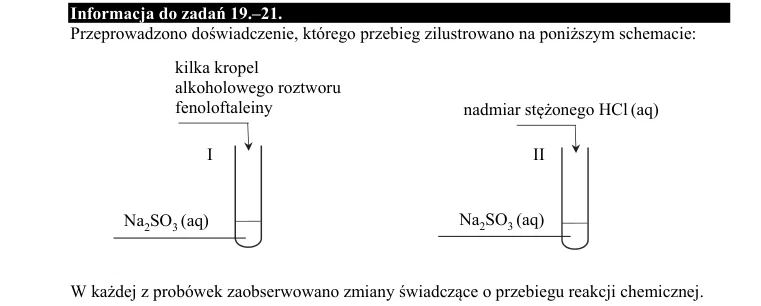 Informacja do zadań 19.–21.
Przeprowadzono doświadczenie, którego przebieg zilustrowano na poniższym schemacie:
kilka kropel
alkoholowego roztworu
fenoloftaleiny
nadmiar stężonego HCl (aq)
I
II
Na₂SO₃ (aq)
Na₂SO₃ (aq)
W każdej z probówek zaobserwowano zmiany świadczące o przebiegu reakcji chemicznej.